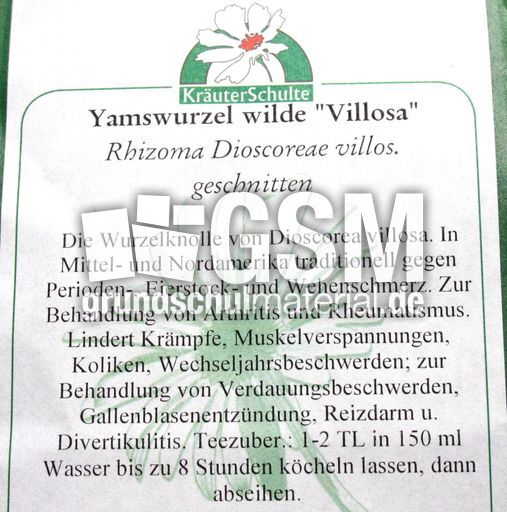 KräuterSchulte
Yamswurzel wilde "Villosa"
Rhizoma Dioscoreae villos.
geschnitten
GSM
Die Wurzelknolle von Dioscorea villosa. In
Mittel- und Nordamerika traditionell gegen
Perioden-, Eierstock- und Wehenschmerz. Zur
grundschulmaterial.de
Behandlung von Arthritis und Rheumatismus.
Lindert Krämpfe, Muskelverspannungen,
Koliken, Wechseljahrsbeschwerden; zur
Behandlung von Verdauungsbeschwerden,
Gallenblasenentzündung, Reizdarm u.
Divertikulitis. Teezuber.: 1-2 TL in 150 ml
Wasser bis zu 8 Stunden köcheln lassen, dann
abseihen.